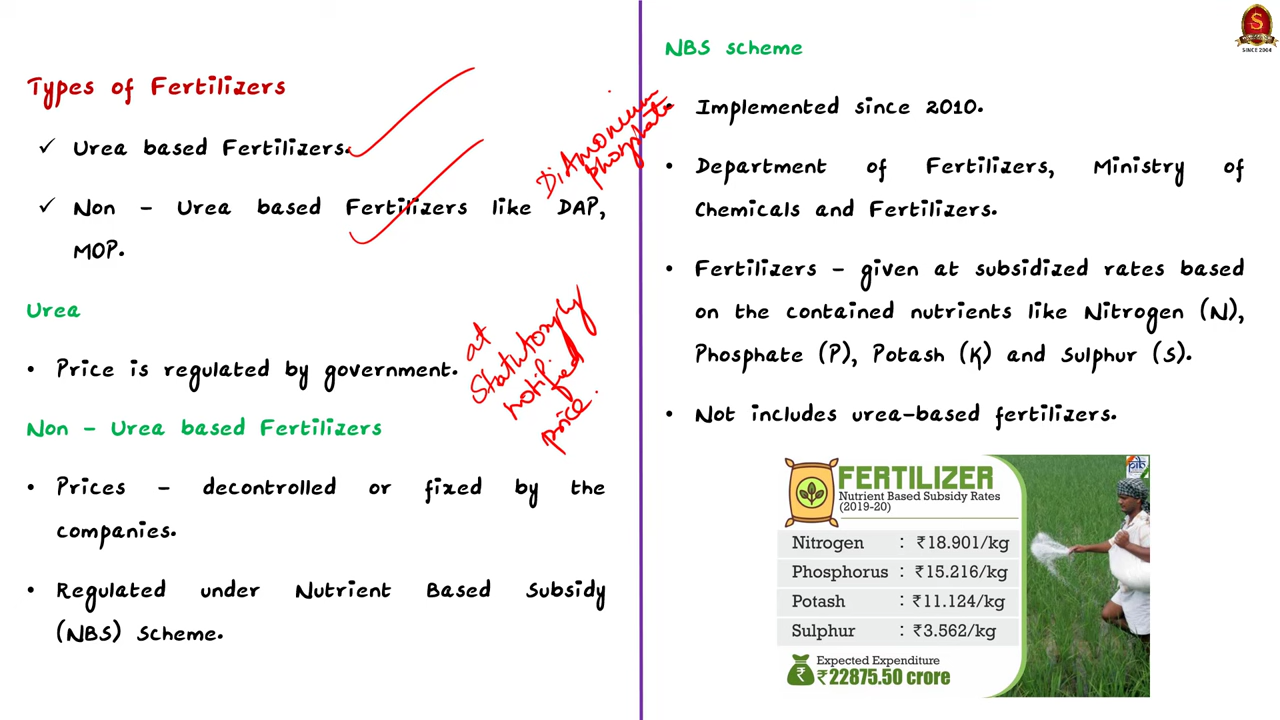 Types of Fertilizers
✓ Urea based Fertilizers.
✓ Non - Urea based Fertilizers like DAP,
MOP.
DiAmonium
phosphate
Urea
• Price is regulated by government.
at
Statutorily
notified
price.
Non - Urea based Fertilizers
• Prices - decontrolled or fixed by the
companies.
• Regulated under Nutrient Based Subsidy
(NBS) Scheme.
NBS scheme
• Implemented since 2010.
• Department of Fertilizers, Ministry of
Chemicals and Fertilizers.
• Fertilizers - given at subsidized rates based
on the contained nutrients like Nitrogen (N),
Phosphate (P), Potash (K) and Sulphur (S).
• Not includes urea-based fertilizers.
FERTILIZER
Nutrient Based Subsidy Rates
(2019-20)
Nitrogen : ₹18.901/kg
Phosphorus : ₹15.216/kg
Potash : ₹11.124/kg
Sulphur : ₹3.562/kg
Expected Expenditure
₹22875.50 crore
pib
S
SINCE 2004